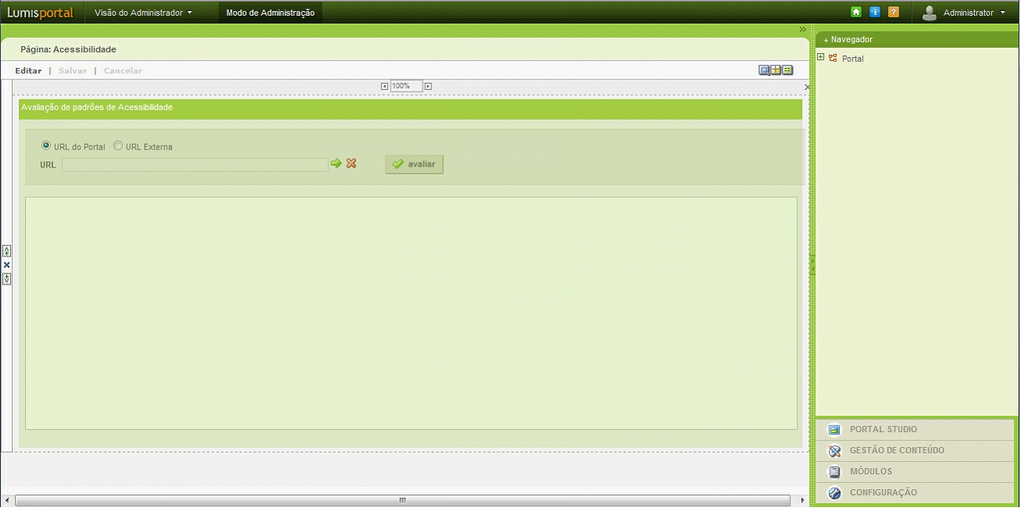 Lumisportal Visão do Administrador Modo de Administração Administrator
Página: Acessibilidade
Navegador
Editar | Salvar | Cancelar
Portal
100%
Avaliação de padrões de Acessibilidade
URL do Portal URL Externa
URL avaliar
PORTAL STUDIO
GESTÃO DE CONTEÚDO
MÓDULOS
CONFIGURAÇÃO